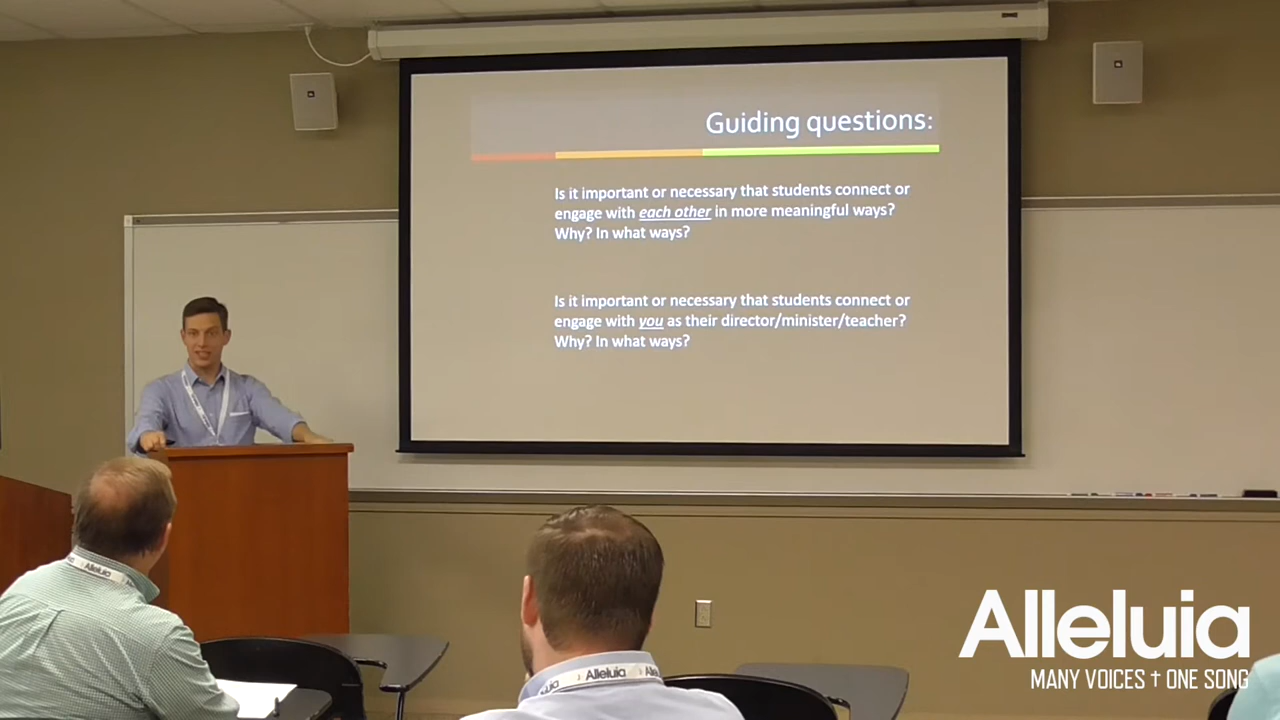 Guiding questions:
Is it important or necessary that students connect or
engage with each other in more meaningful ways?
Why? In what ways?
Is it important or necessary that students connect or
engage with you as their director/minister/teacher?
Why? In what ways?
Alleluia
Alleluia
Alleluia
MANY VOICES † ONE SONG